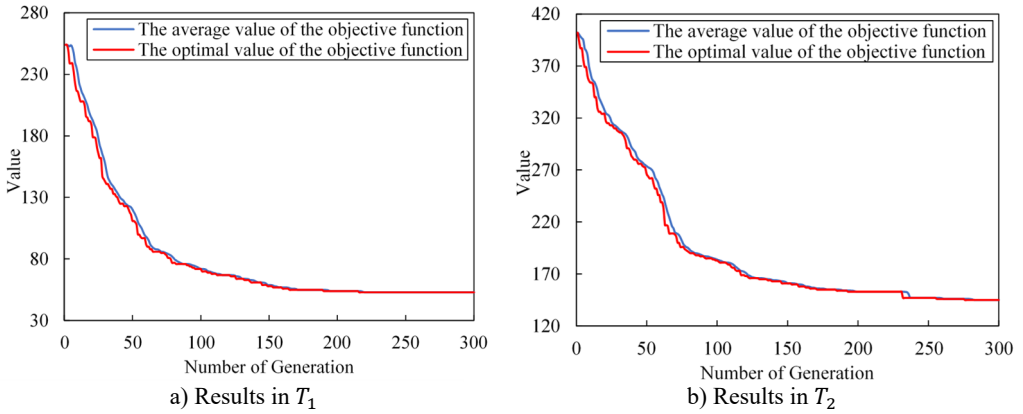 The average value of the objective function
The optimal value of the objective function
280
230
180
130
80
30
Value
0 50 100 150 200 250 300
Number of Generation
a) Results in T₁
The average value of the objective function
The optimal value of the objective function
420
370
320
270
220
170
120
Value
0 50 100 150 200 250 300
Number of Generation
b) Results in T₂